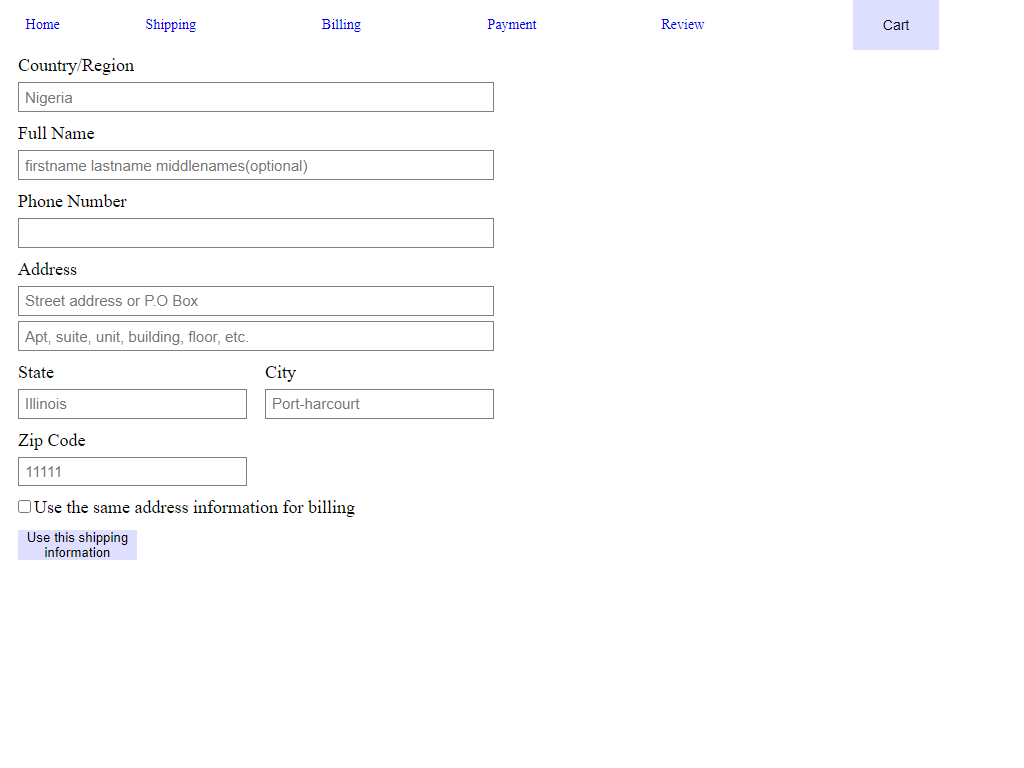 Home Shipping Billing Payment Review Cart
Country/Region
Nigeria
Full Name
firstname lastname middlenames(optional)
Phone Number
Address
Street address or P.O Box
Apt, suite, unit, building, floor, etc.
State City
Illinois Port-harcourt
Zip Code
11111
Use the same address information for billing
Use this shipping
information